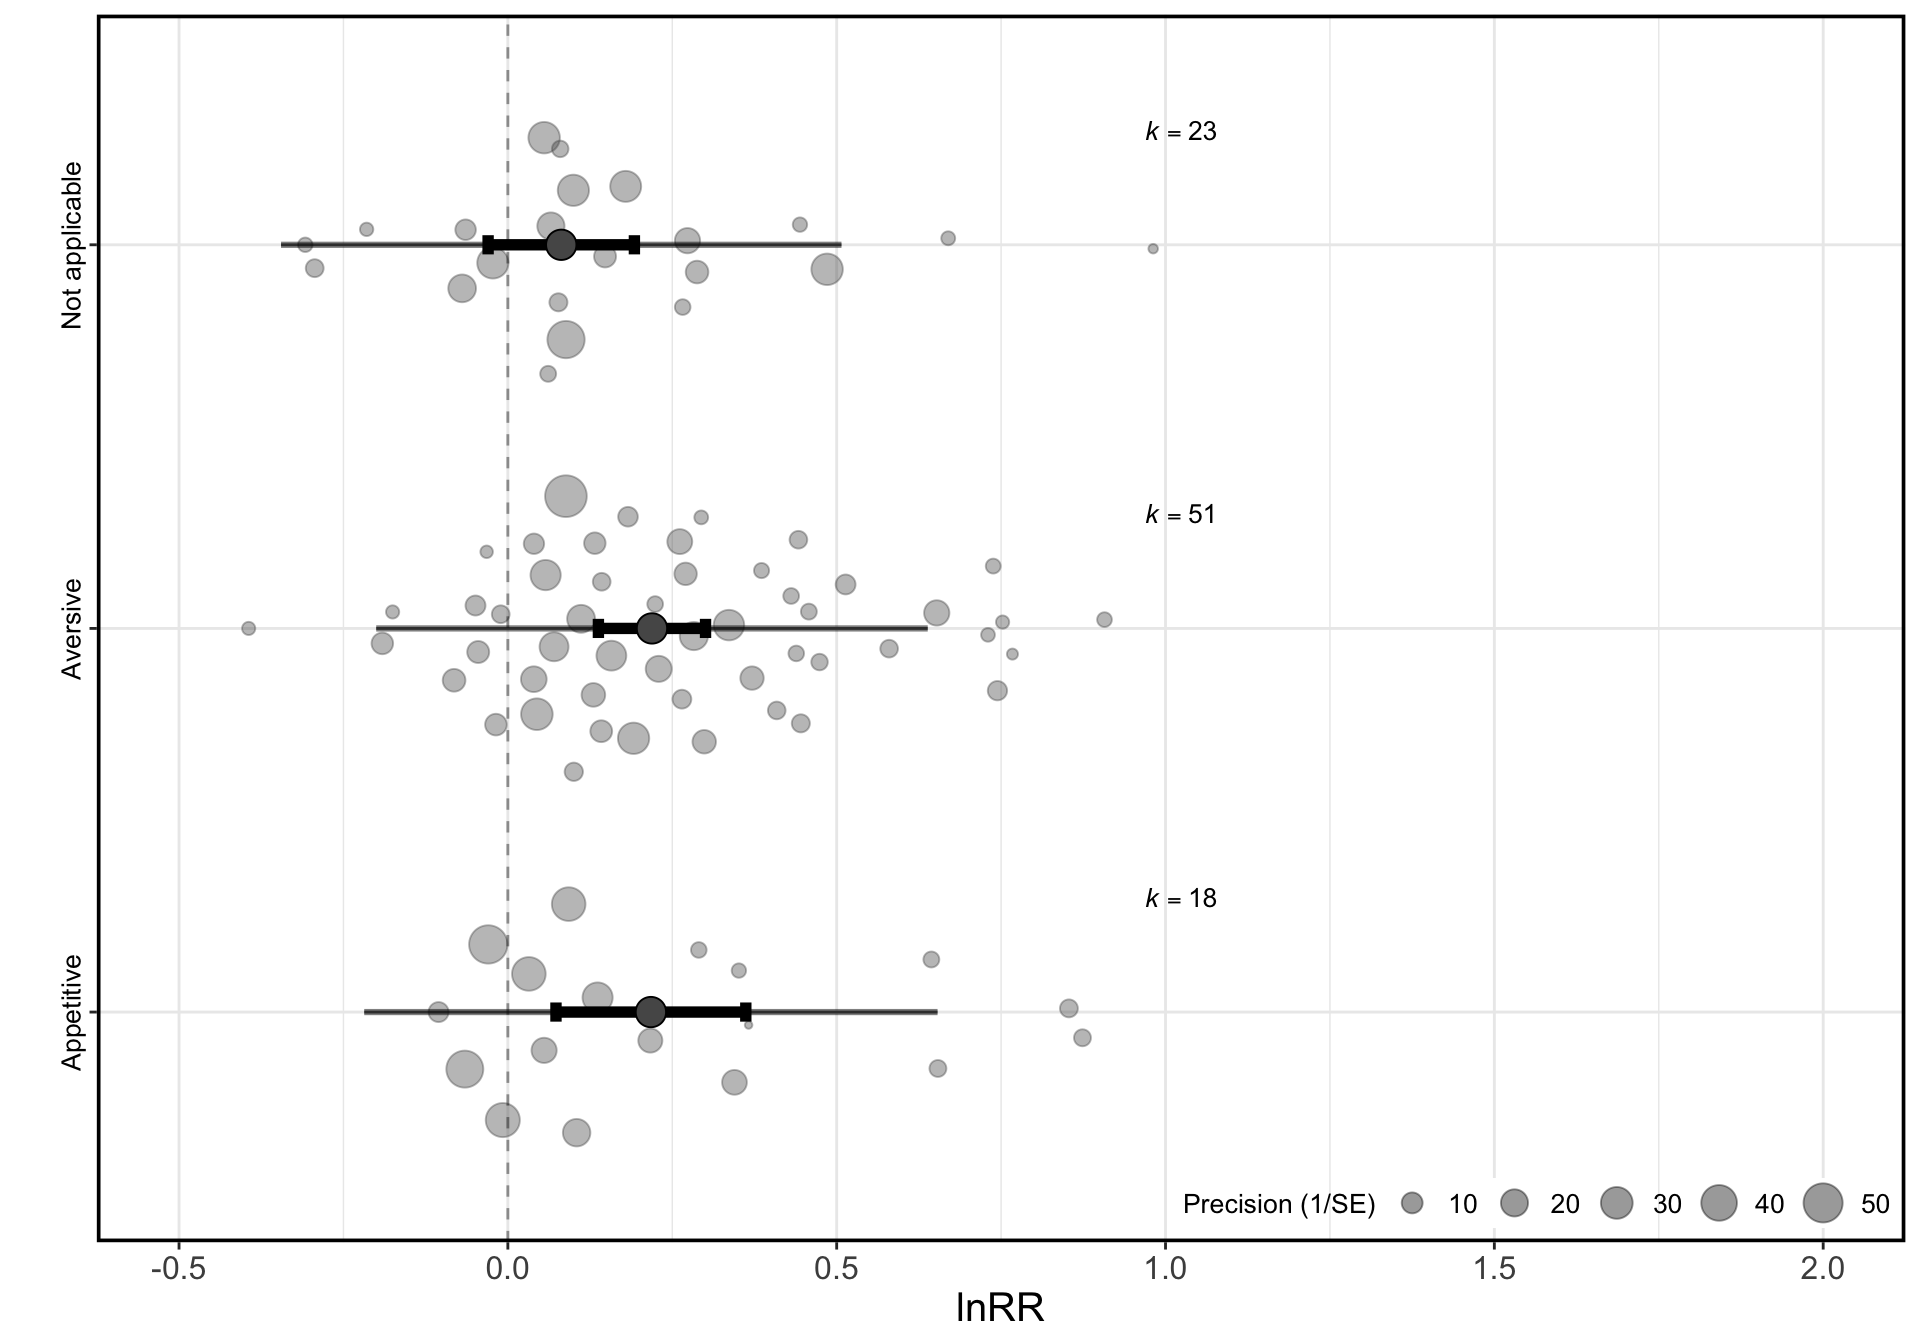 k = 23
Not applicable
k = 51
Aversive
k = 18
Appetitive
Precision (1/SE) 10 20 30 40 50
-0.5 0.0 0.5 1.0 1.5 2.0
lnRR